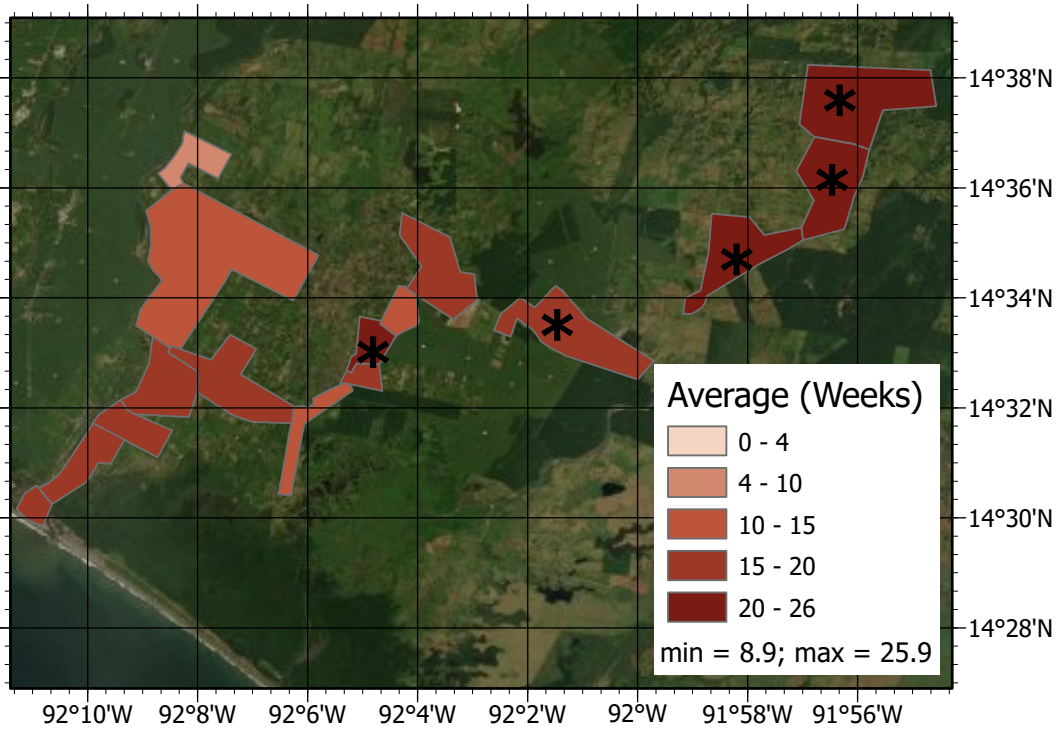 14°38'N
14°36'N
14°34'N
14°32'N
14°30'N
14°28'N
Average (Weeks)
0 - 4
4 - 10
10 - 15
15 - 20
20 - 26
min = 8.9; max = 25.9
92°10'W 92°8'W 92°6'W 92°4'W 92°2'W 92°W 91°58'W 91°56'W